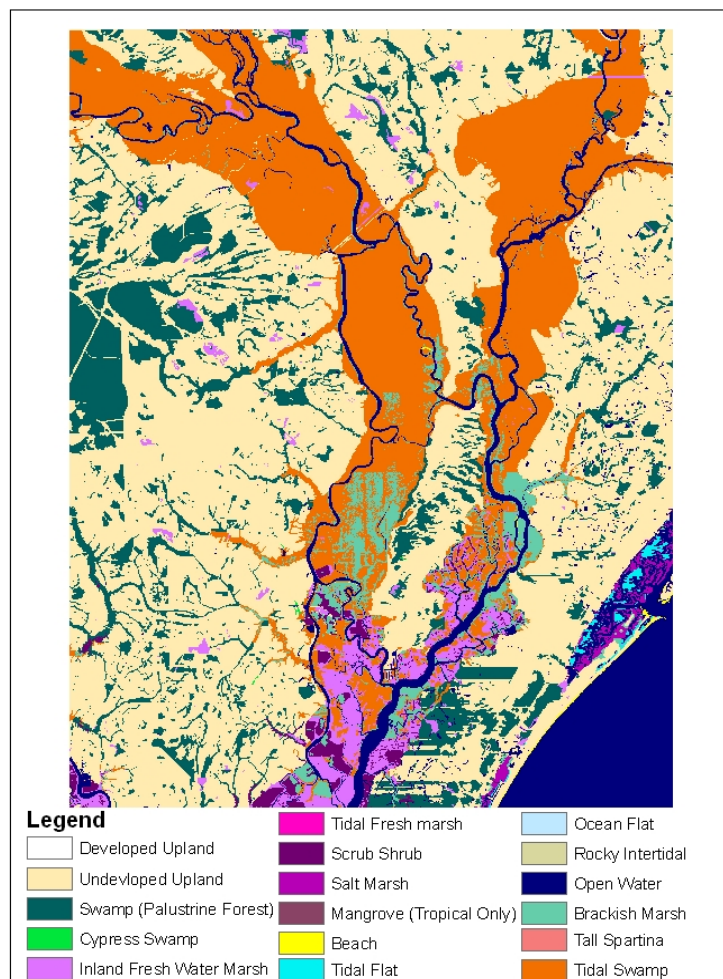 Legend
Developed Upland
Undevloped Upland
Swamp (Palustrine Forest)
Cypress Swamp
Inland Fresh Water Marsh
Tidal Fresh marsh
Scrub Shrub
Salt Marsh
Mangrove (Tropical Only)
Beach
Tidal Flat
Ocean Flat
Rocky Intertidal
Open Water
Brackish Marsh
Tall Spartina
Tidal Swamp